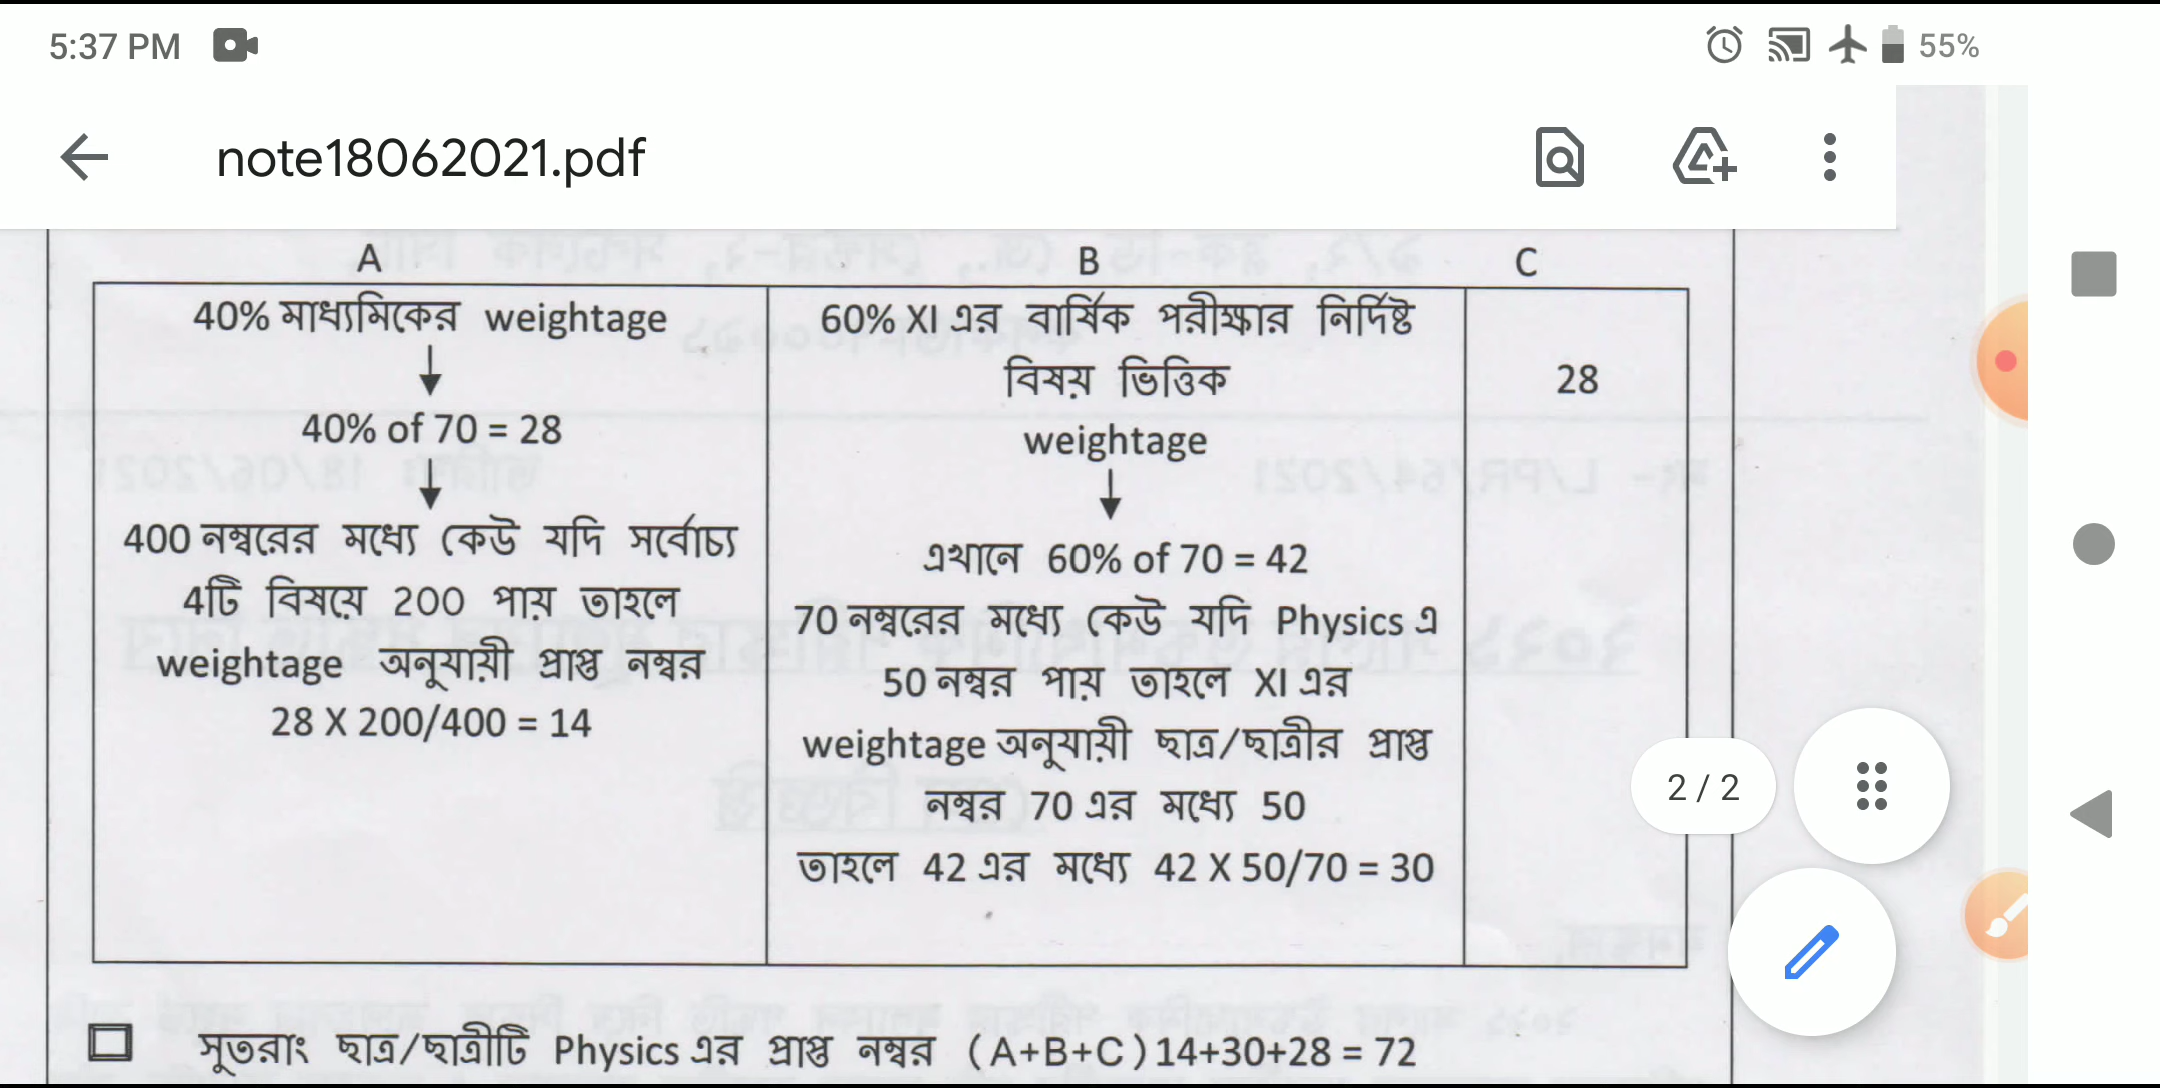 5:37 PM
55%
note18062021.pdf
A B C
40% মাধ্যমিকের weightage
40% of 70 = 28
400 নম্বরের মধ্যে কেউ যদি সর্বোচ্য
4টি বিষয়ে 200 পায় তাহলে
weightage অনুযায়ী প্রাপ্ত নম্বর
28 X 200/400 = 14
60% XI এর বার্ষিক পরীক্ষার নির্দিষ্ট
বিষয় ভিত্তিক
weightage
এখানে 60% of 70 = 42
70 নম্বরের মধ্যে কেউ যদি Physics এ
50 নম্বর পায় তাহলে XI এর
weightage অনুযায়ী ছাত্র/ছাত্রীর প্রাপ্ত
নম্বর 70 এর মধ্যে 50
তাহলে 42 এর মধ্যে 42 X 50/70 = 30
28
2 / 2
সুতরাং ছাত্র/ছাত্রীটি Physics এর প্রাপ্ত নম্বর (A+B+C)14+30+28 = 72